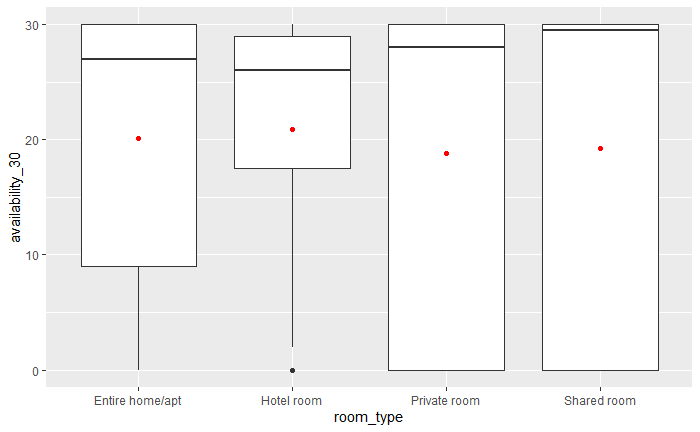 availability_30
30
20
10
0
Entire home/apt
Hotel room
Private room
Shared room
room_type